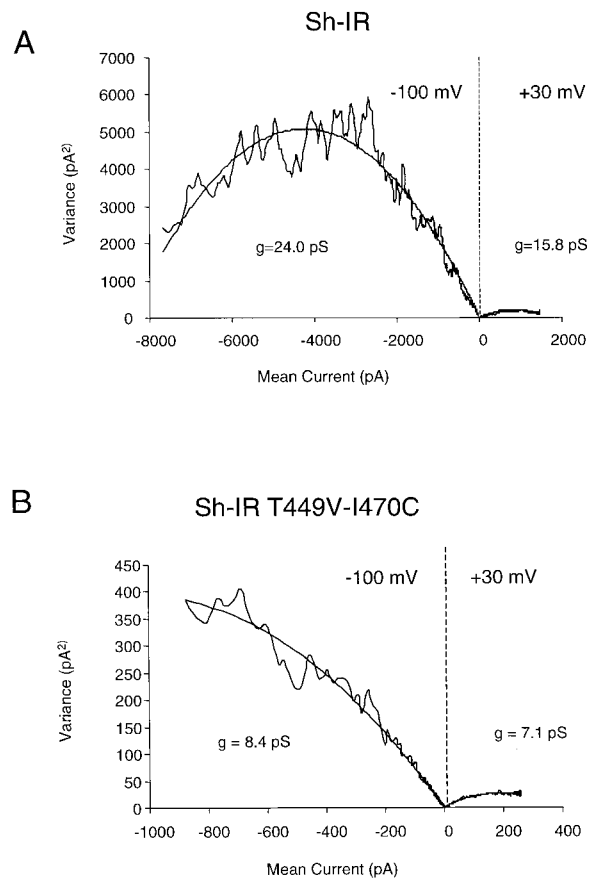 Sh-IR
A
7000
6000
5000
4000
3000
2000
1000
0
Variance (pA²)
-100 mV
+30 mV
g=24.0 pS
g=15.8 pS
-8000 -6000 -4000 -2000 0 2000
Mean Current (pA)
B
Sh-IR T449V-I470C
450
400
350
300
250
200
150
100
50
0
Variance (pA²⁾
-100 mV
+30 mV
g = 8.4 pS
g = 7.1 pS
-1000 -800 -600 -400 -200 0 200 400
Mean Current (pA)